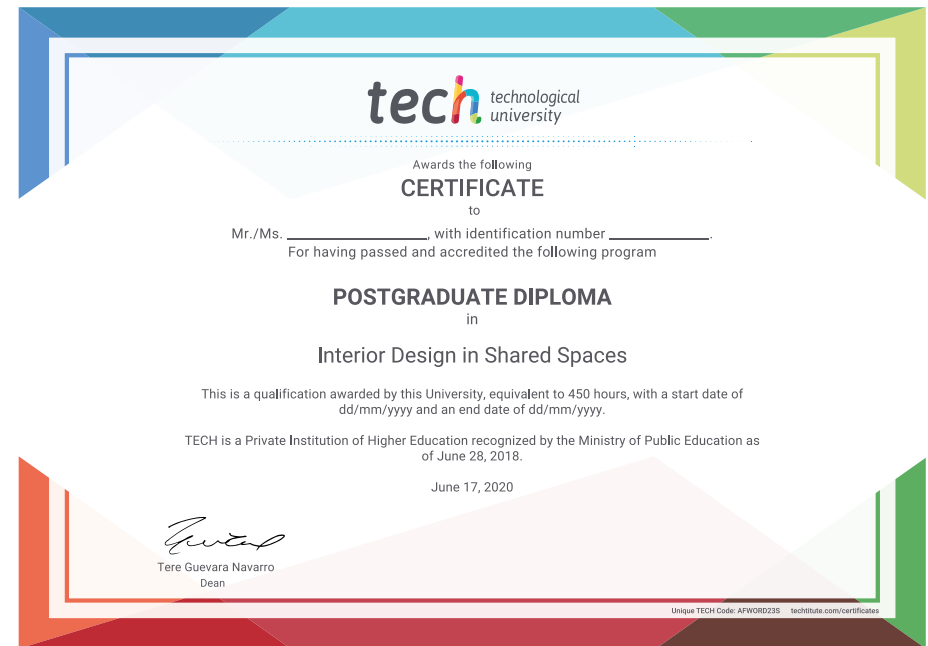 tech technological
university
Awards the following
CERTIFICATE
to
Mr./Ms. ____________________, with identification number ______________.
For having passed and accredited the following program
POSTGRADUATE DIPLOMA
in
Interior Design in Shared Spaces
This is a qualification awarded by this University, equivalent to 450 hours, with a start date of
dd/mm/yyyy and an end date of dd/mm/yyyy.
TECH is a Private Institution of Higher Education recognized by the Ministry of Public Education as
of June 28, 2018.
June 17, 2020
Tere Guevara Navarro
Dean
Unique TECH Code: AFWORD23S techtitute.com/certificates